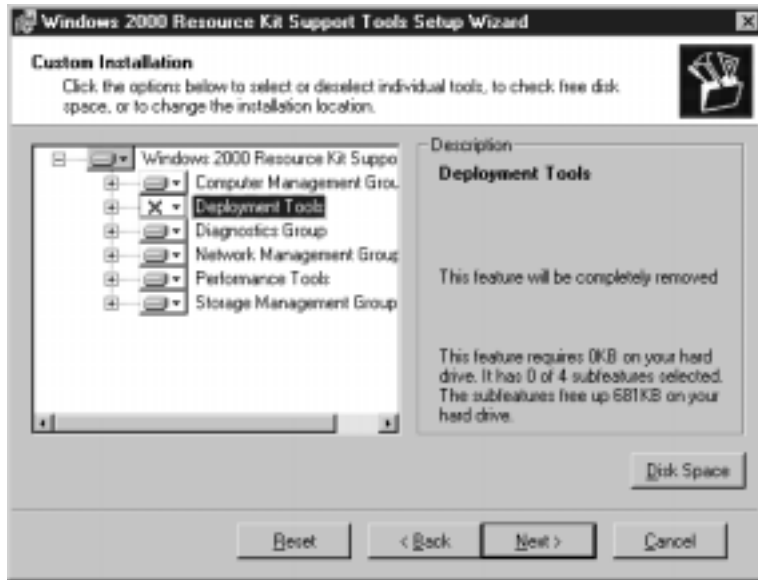 Windows 2000 Resource Kit Support Tools Setup Wizard
Custom Installation
Click the options below to select or deselect individual tools, to check free disk
space, or to change the installation location.
Windows 2000 Resource Kit Suppo
Computer Management Grou
Deployment Tools
Diagnostics Group
Network Management Group
Performance Tools
Storage Management Group
Description
Deployment Tools
This feature will be completely removed
This feature requires 0KB on your hard
drive. It has 0 of 4 subfeatures selected.
The subfeatures free up 681KB on your
hard drive.
Disk Space
Reset
< Back
Next >
Cancel